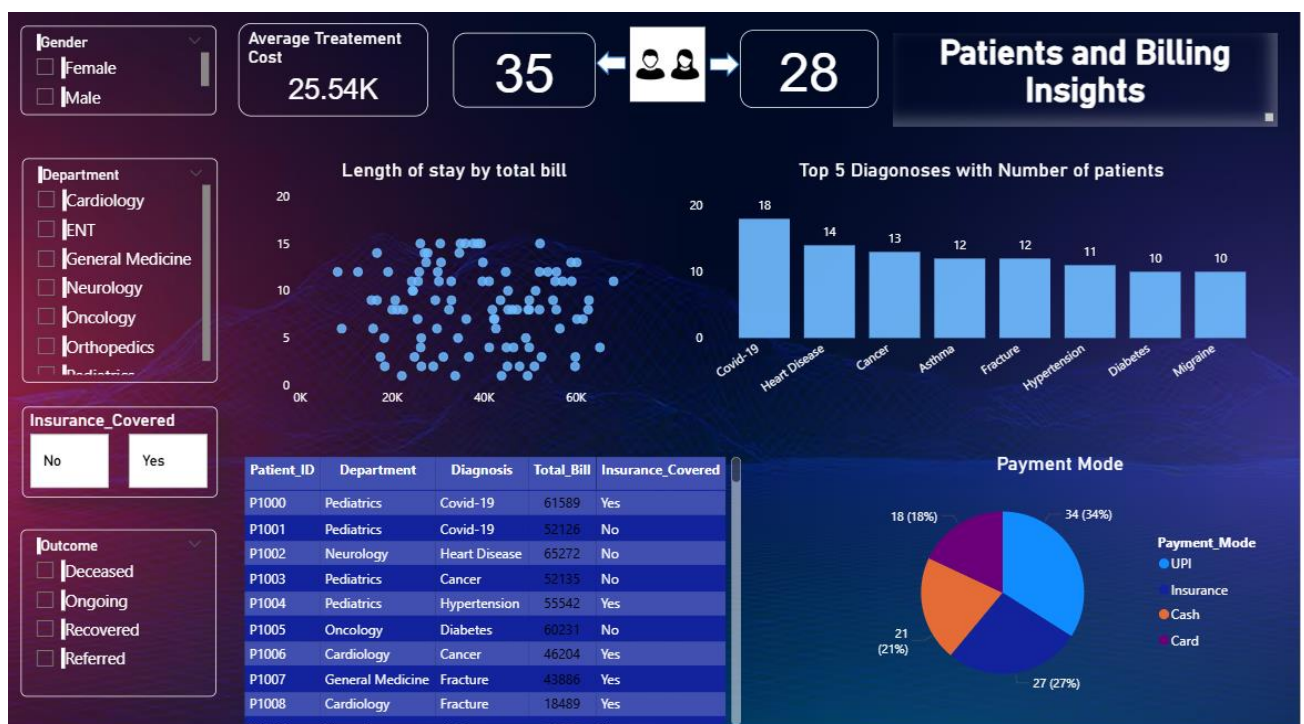 Gender
Female
Male
Average Treatement
Cost
25.54K
35
28
Patients and Billing
Insights
Department
Cardiology
ENT
General Medicine
Neurology
Oncology
Orthopedics
Pediatrics
Length of stay by total bill
20
15
10
5
0
0K 20K 40K 60K
Top 5 Diagonoses with Number of patients
20
10
0
18
14
13
12
12
11
10
10
Covid-19
Heart Disease
Cancer
Asthma
Fracture
Hypertension
Diabetes
Migraine
Insurance_Covered
No Yes
Outcome
Deceased
Ongoing
Recovered
Referred
Patient_ID Department Diagnosis Total_Bill Insurance_Covered
P1000 Pediatrics Covid-19 61589 Yes
P1001 Pediatrics Covid-19 52126 No
P1002 Neurology Heart Disease 65272 No
P1003 Pediatrics Cancer 52135 No
P1004 Pediatrics Hypertension 55542 Yes
P1005 Oncology Diabetes 60231 No
P1006 Cardiology Cancer 46204 Yes
P1007 General Medicine Fracture 43886 Yes
P1008 Cardiology Fracture 18489 Yes
Payment Mode
18 (18%)
34 (34%)
21
(21%)
27 (27%)
Payment_Mode
UPI
Insurance
Cash
Card